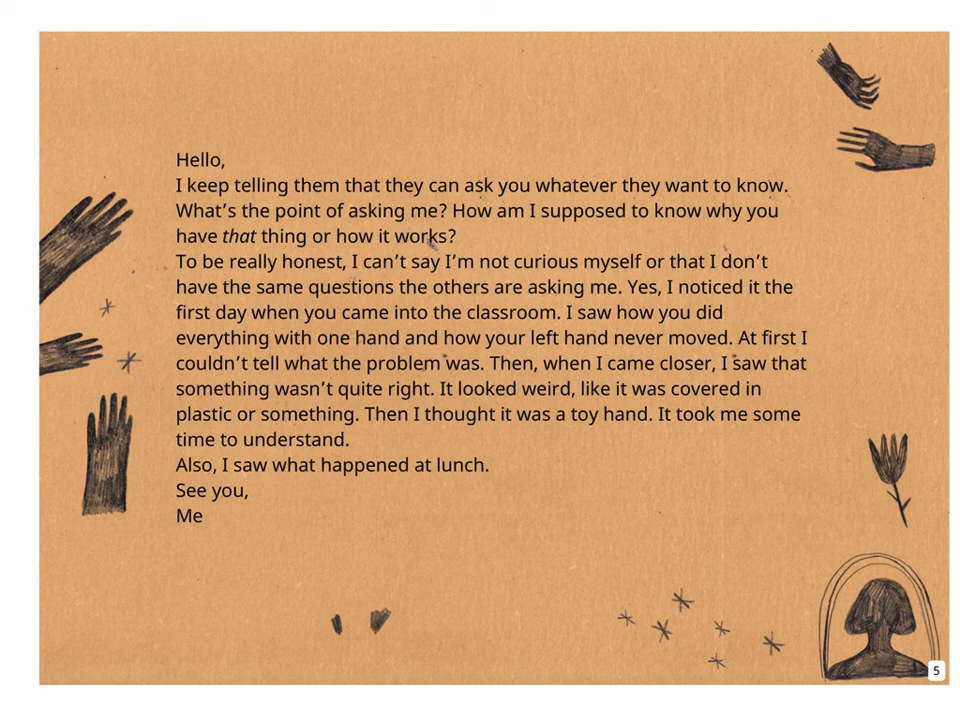 Hello,
I keep telling them that they can ask you whatever they want to know.
What’s the point of asking me? How am I supposed to know why you
have that thing or how it works?
To be really honest, I can’t say I’m not curious myself or that I don’t
have the same questions the others are asking me. Yes, I noticed it the
first day when you came into the classroom. I saw how you did
everything with one hand and how your left hand never moved. At first I
couldn’t tell what the problem was. Then, when I came closer, I saw that
something wasn’t quite right. It looked weird, like it was covered in
plastic or something. Then I thought it was a toy hand. It took me some
time to understand.
Also, I saw what happened at lunch.
See you,
Me
5